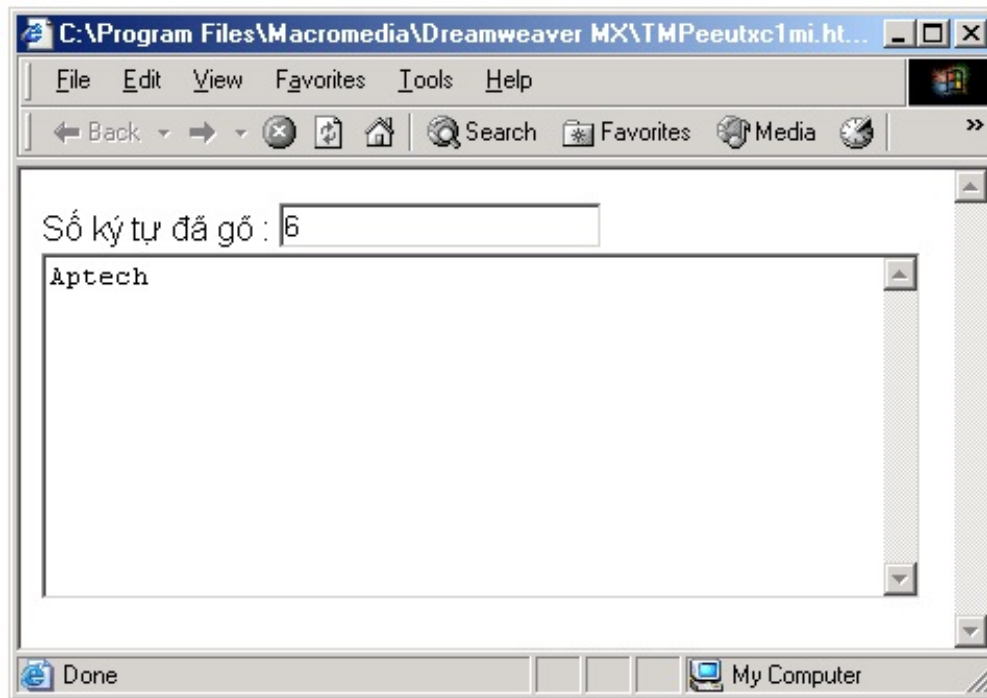 C:\Program Files\Macromedia\Dreamweaver MX\TMPeeutxc1mi.ht...
File Edit View Favorites Tools Help
Back Search Favorites Media »
Số ký tự đã gõ : 6
Aptech
Done My Computer